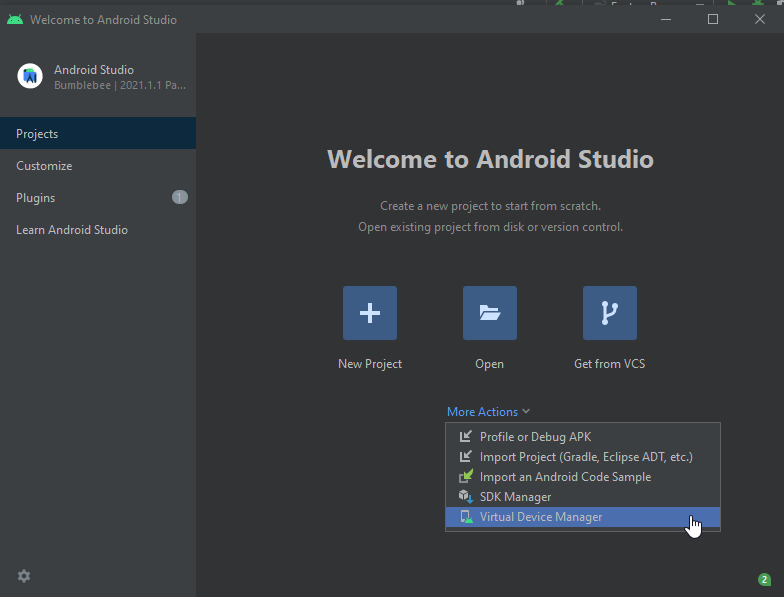 Welcome to Android Studio
Android Studio
Bumblebee | 2021.1.1 Pa...
Projects
Customize
Plugins
1
Learn Android Studio
Welcome to Android Studio
Create a new project to start from scratch.
Open existing project from disk or version control.
New Project
Open
Get from VCS
More Actions
Profile or Debug APK
Import Project (Gradle, Eclipse ADT, etc.)
Import an Android Code Sample
SDK Manager
Virtual Device Manager
2